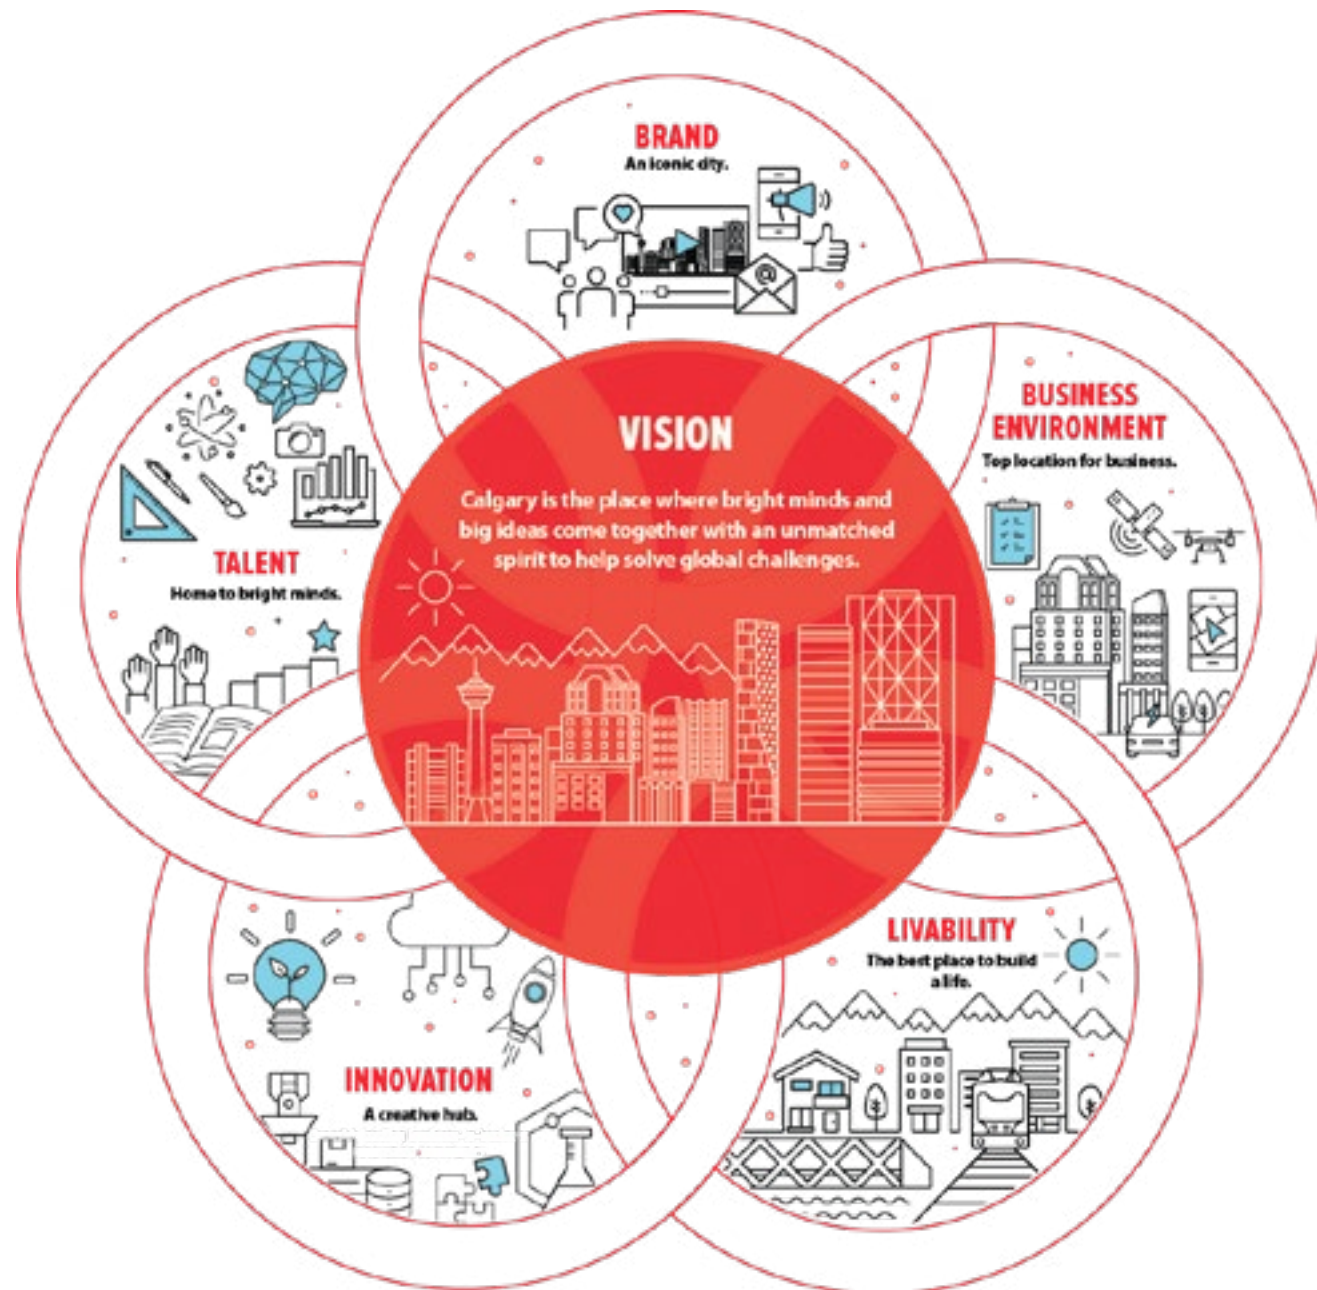 BRAND
An iconic city.
BUSINESS
ENVIRONMENT
Top location for business.
VISION
Calgary is the place where bright minds and
big ideas come together with an unmatched
spirit to help solve global challenges.
TALENT
Home to bright minds.
LIVABILITY
The best place to build
a life.
INNOVATION
A creative hub.